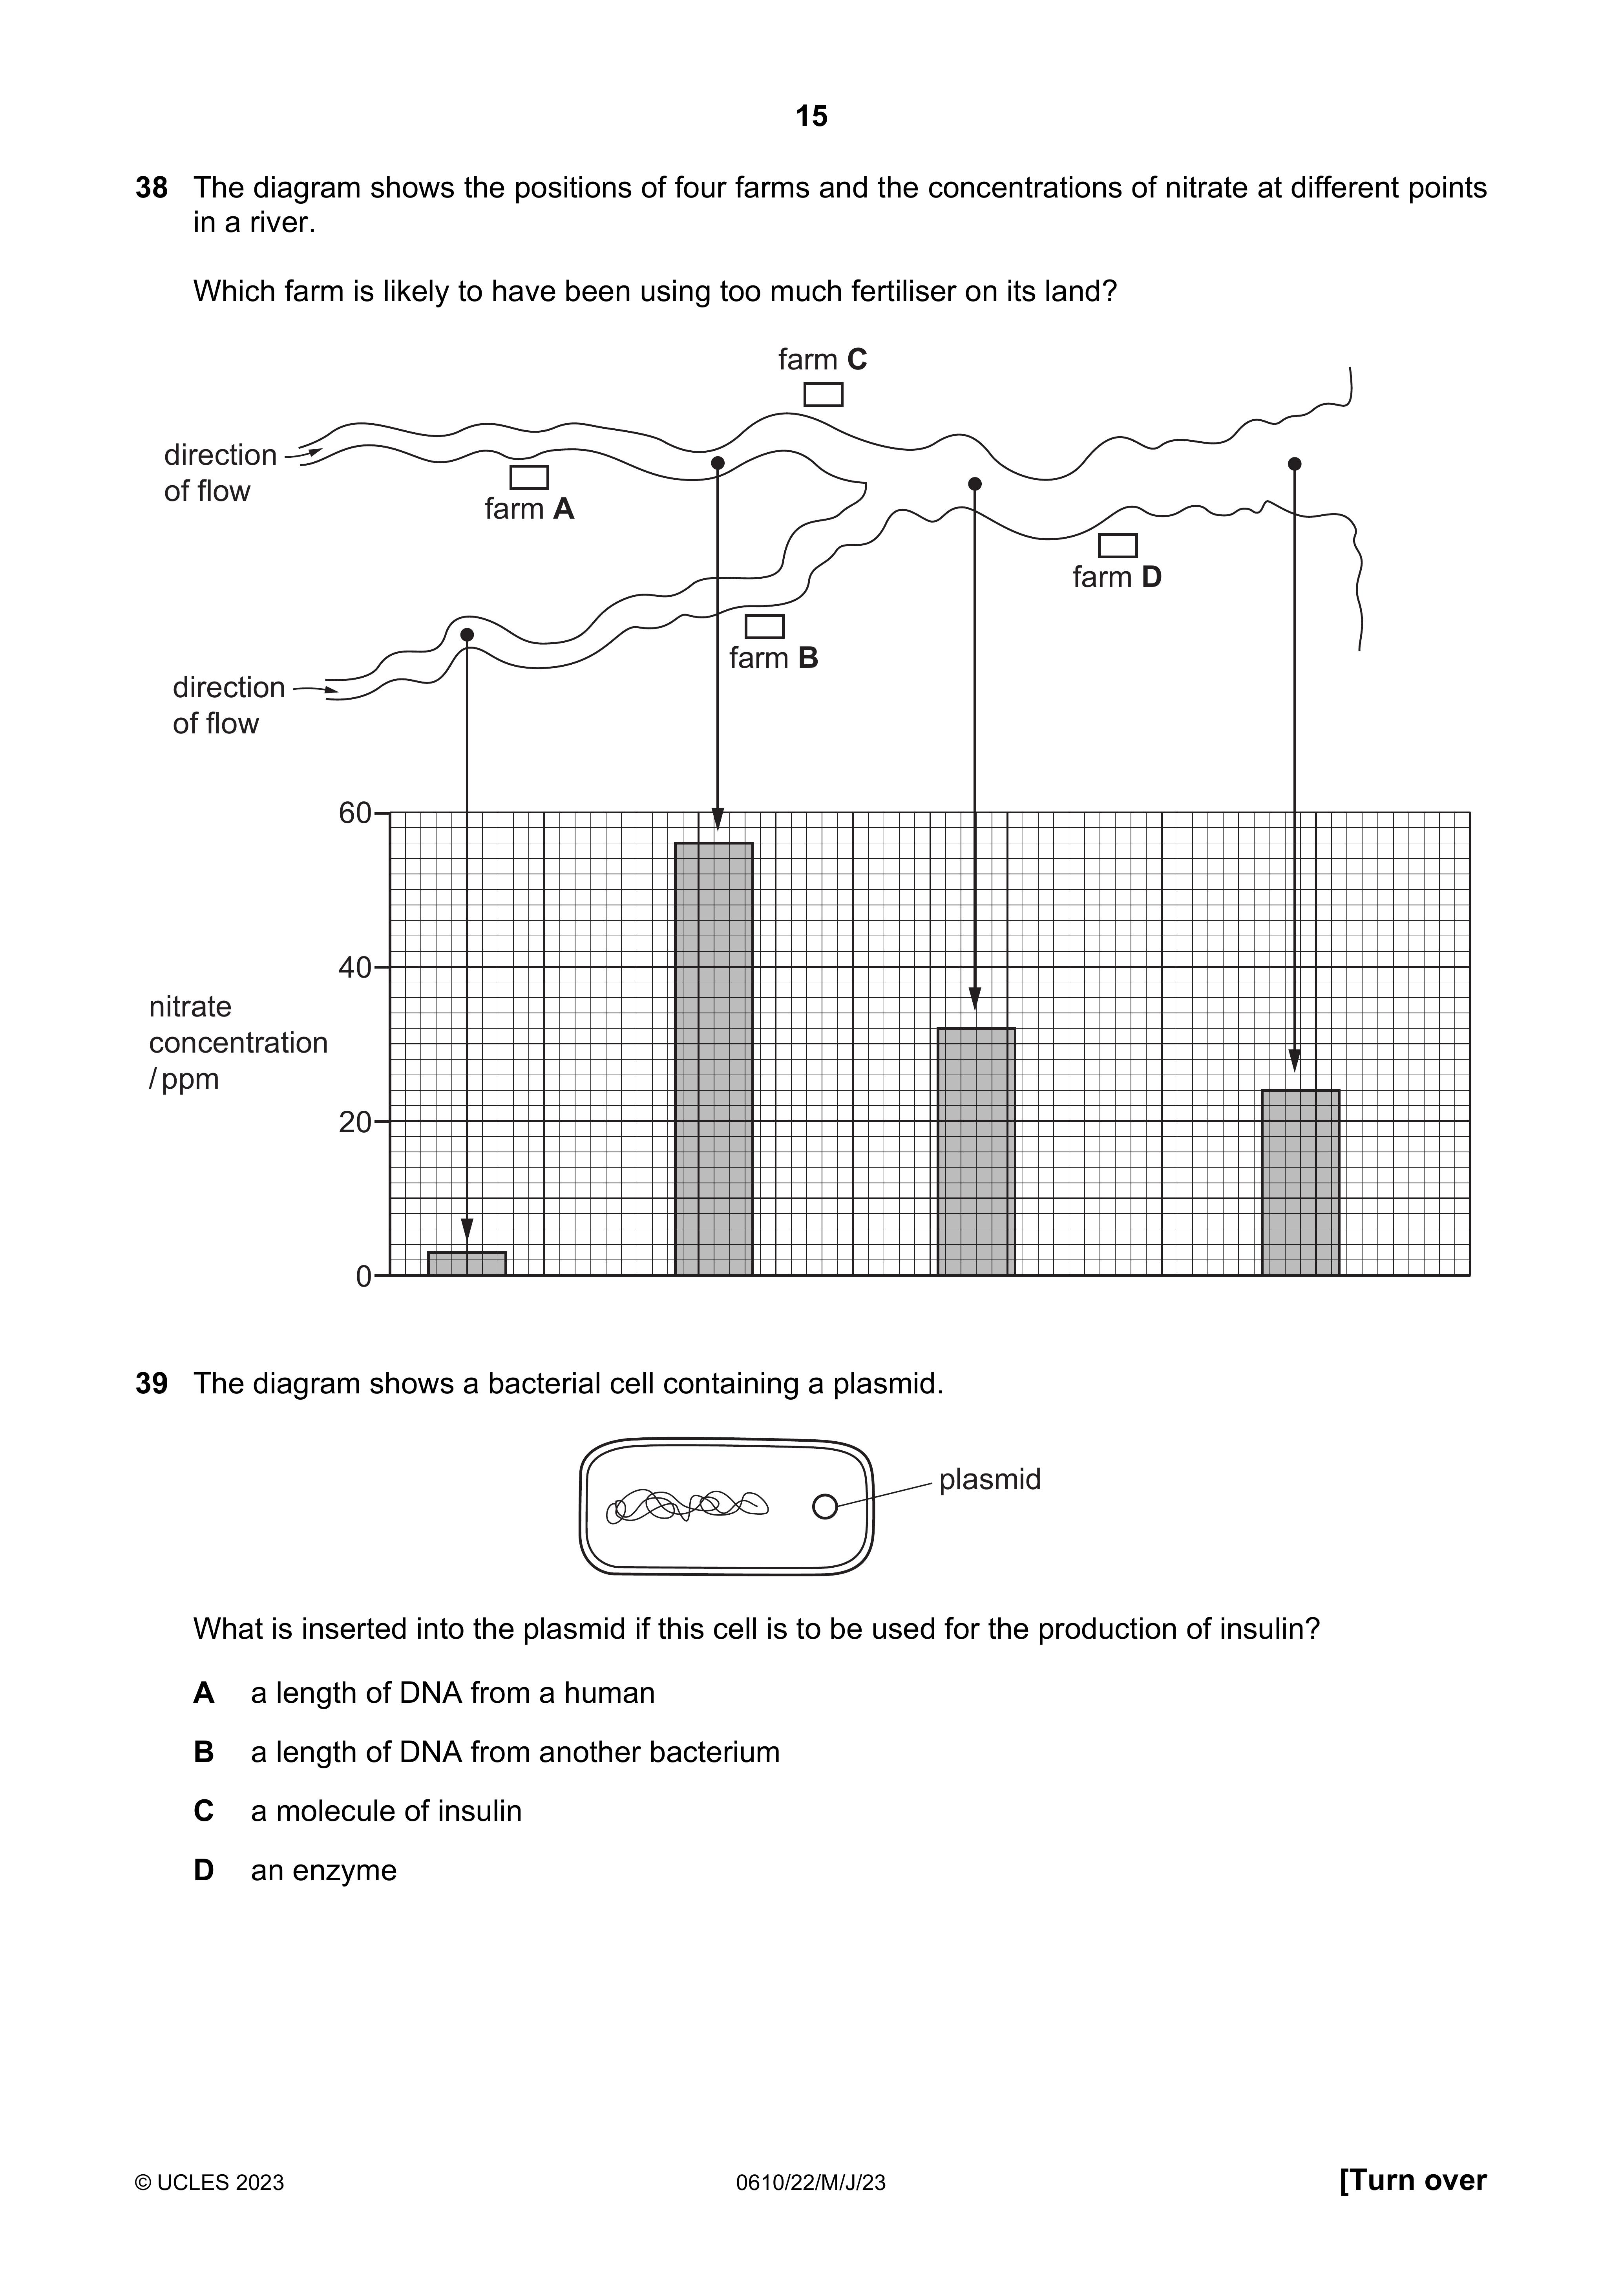 15
38 The diagram shows the positions of four farms and the concentrations of nitrate at different points
in a river.
Which farm is likely to have been using too much fertiliser on its land?
farm C
direction
of flow
farm A
farm D
farm B
direction
of flow
60
40
nitrate
concentration
/ ppm
20
0
39 The diagram shows a bacterial cell containing a plasmid.
plasmid
What is inserted into the plasmid if this cell is to be used for the production of insulin?
A a length of DNA from a human
B a length of DNA from another bacterium
C a molecule of insulin
D an enzyme
© UCLES 2023 0610/22/M/J/23 [Turn over